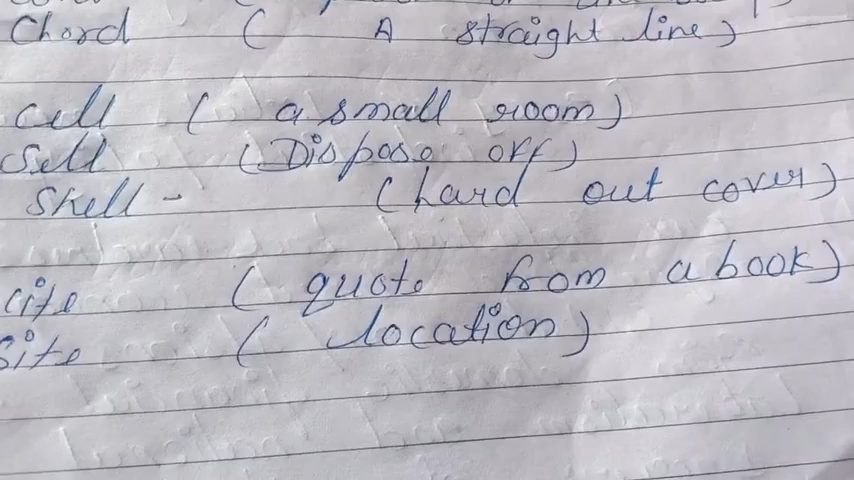 Chord ( A straight line)
Cell ( a small room)
Sell (Dispose off)
Shell - (hard out cover)
cite ( quote from a book)
Site ( location)